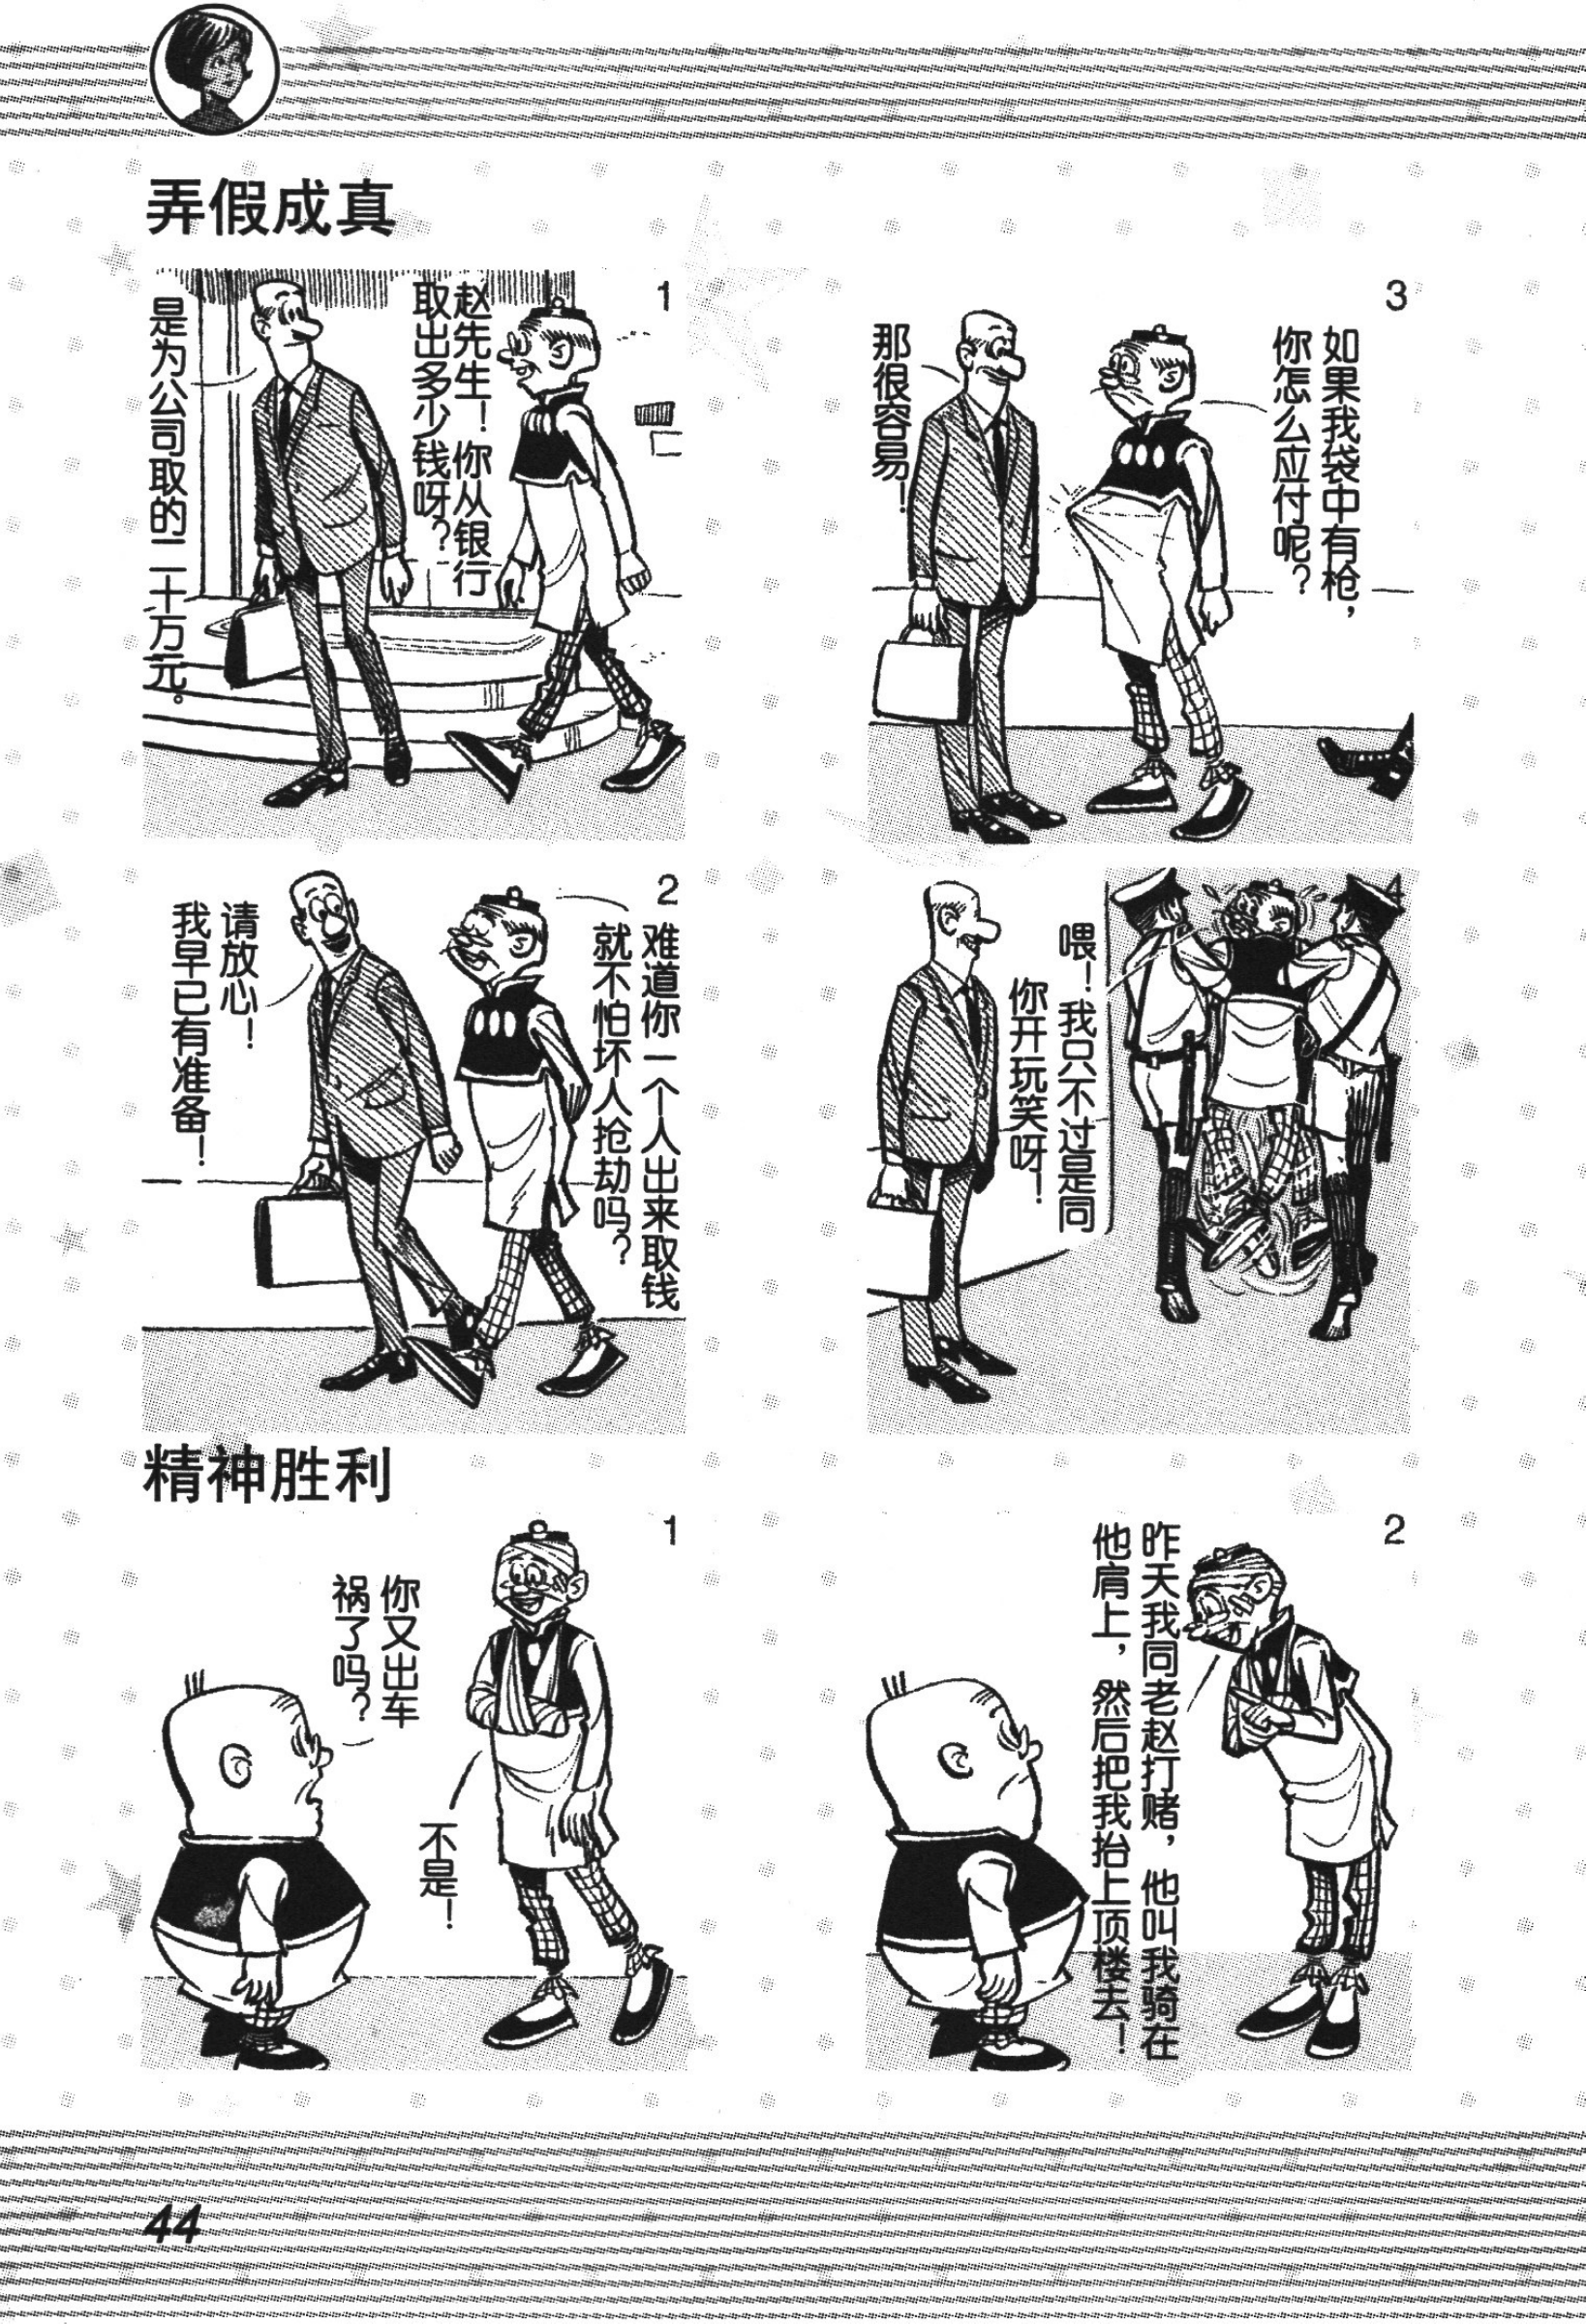 弄假成真
1
赵先生！你从银行
取出多少钱呀？
是为公司取的二十万元。
2
难道你一个人出来取钱
就不怕坏人抢劫吗？
请放心！
我早已有准备！
3
如果我袋中有枪，
你怎么应付呢？
那很容易！
4
喂！我只不过是同
你开玩笑呀！
精神胜利
1
你又出车
祸了吗？
不是！
2
昨天我同老赵打赌，他叫我骑在
他肩上，然后把我抬上顶楼去！
44